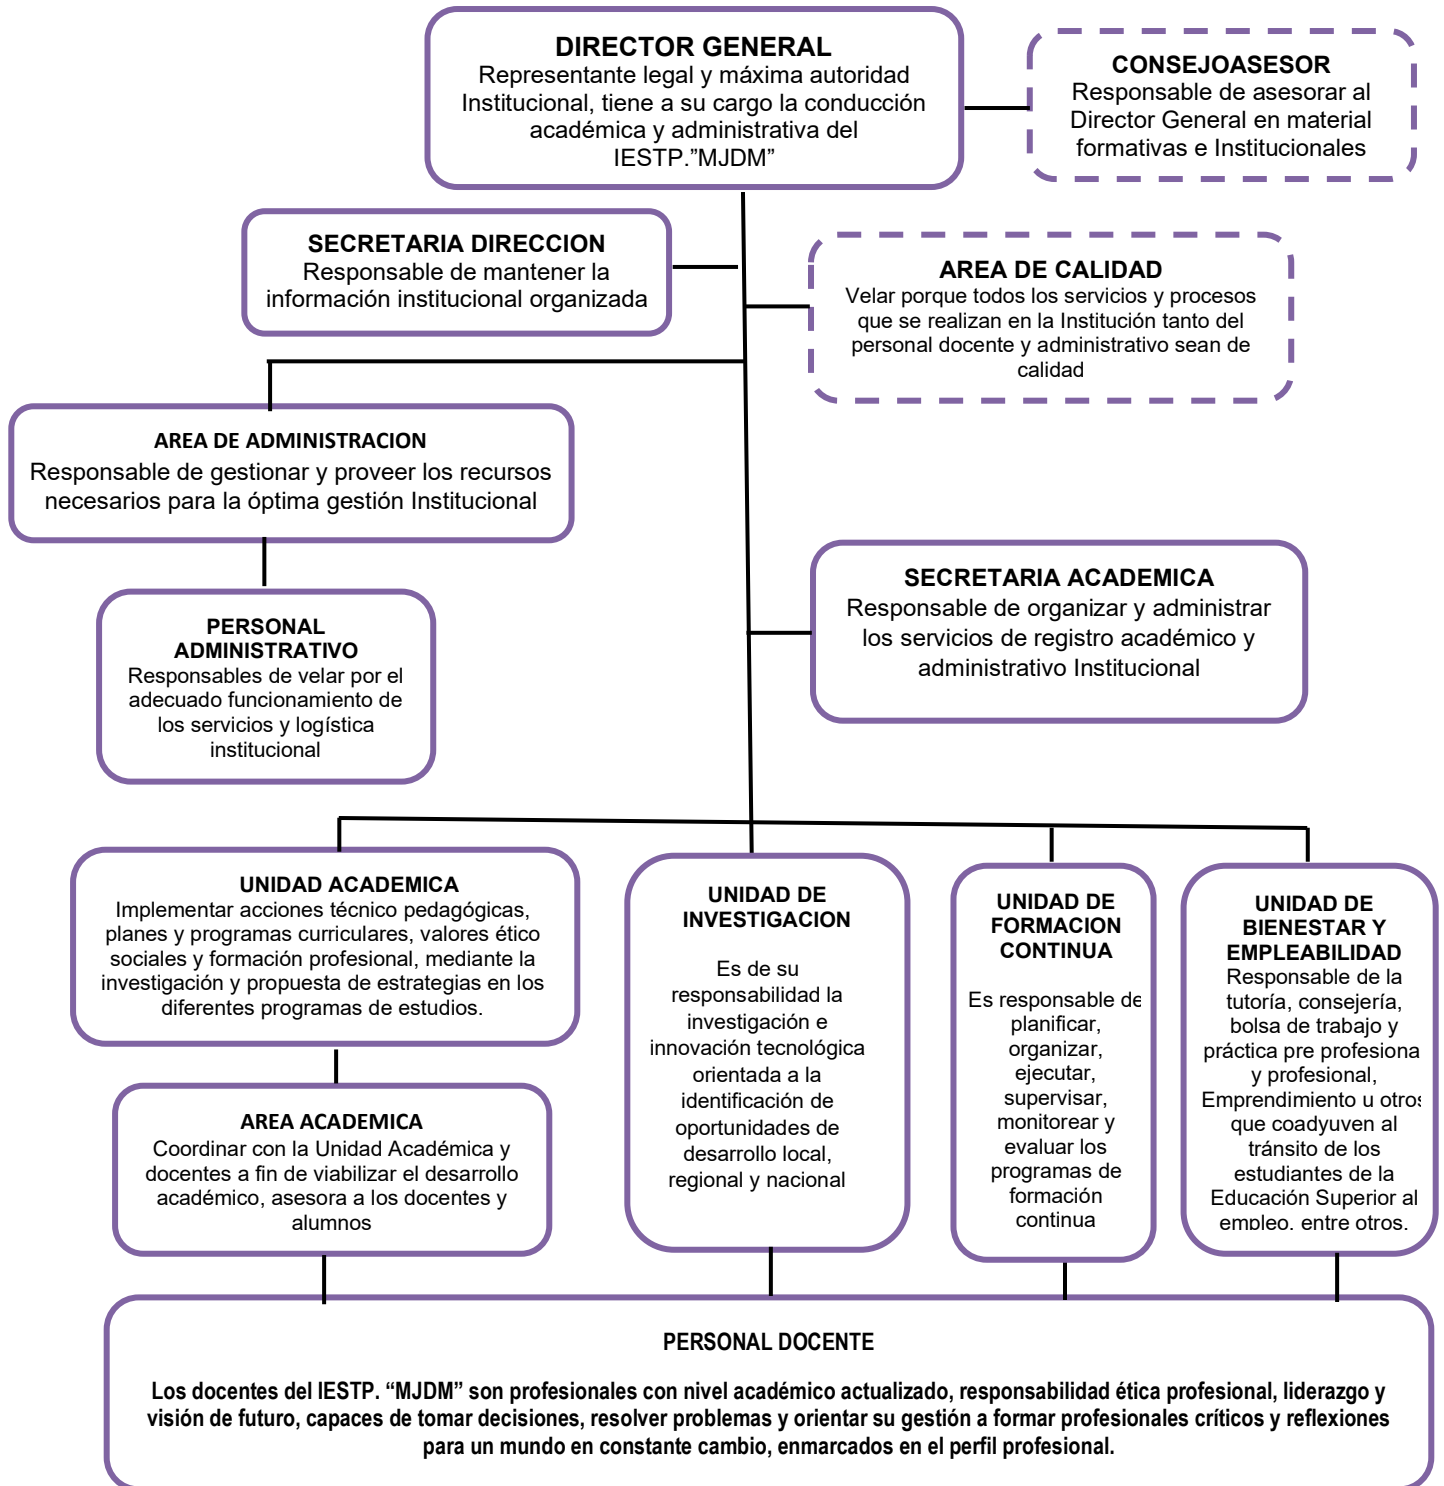 DIRECTOR GENERAL
Representante legal y máxima autoridad
Institucional, tiene a su cargo la conducción
académica y administrativa del
IESTP.”MJDM”
CONSEJOASESOR
Responsable de asesorar al
Director General en material
formativas e Institucionales
SECRETARIA DIRECCION
Responsable de mantener la
información institucional organizada
AREA DE CALIDAD
Velar porque todos los servicios y procesos
que se realizan en la Institución tanto del
personal docente y administrativo sean de
calidad
AREA DE ADMINISTRACION
Responsable de gestionar y proveer los recursos
necesarios para la óptima gestión Institucional
SECRETARIA ACADEMICA
Responsable de organizar y administrar
los servicios de registro académico y
administrativo Institucional
PERSONAL
ADMINISTRATIVO
Responsables de velar por el
adecuado funcionamiento de
los servicios y logística
institucional
UNIDAD ACADEMICA
Implementar acciones técnico pedagógicas,
planes y programas curriculares, valores ético
sociales y formación profesional, mediante la
investigación y propuesta de estrategias en los
diferentes programas de estudios.
UNIDAD DE
INVESTIGACION
Es de su
responsabilidad la
investigación e
innovación tecnológica
orientada a la
identificación de
oportunidades de
desarrollo local,
regional y nacional
UNIDAD DE
FORMACION
CONTINUA
Es responsable de
planificar,
organizar,
ejecutar,
supervisar,
monitorear y
evaluar los
programas de
formación
continua
UNIDAD DE
BIENESTAR Y
EMPLEABILIDAD
Responsable de la
tutoría, consejería,
bolsa de trabajo y
práctica pre profesiona
y profesional,
Emprendimiento u otros
que coadyuven al
tránsito de los
estudiantes de la
Educación Superior al
empleo, entre otros.
AREA ACADEMICA
Coordinar con la Unidad Académica y
docentes a fin de viabilizar el desarrollo
académico, asesora a los docentes y
alumnos
PERSONAL DOCENTE
Los docentes del IESTP. “MJDM” son profesionales con nivel académico actualizado, responsabilidad ética profesional, liderazgo y
visión de futuro, capaces de tomar decisiones, resolver problemas y orientar su gestión a formar profesionales críticos y reflexiones
para un mundo en constante cambio, enmarcados en el perfil profesional.